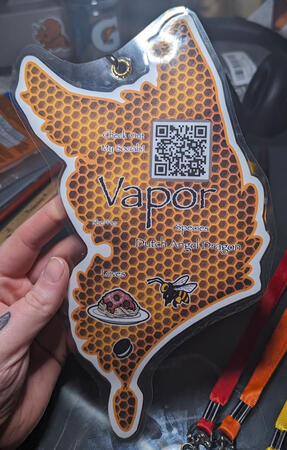 Check Out
My Socials!
Vapor
Species
Dutch Angel Dragon
Loves